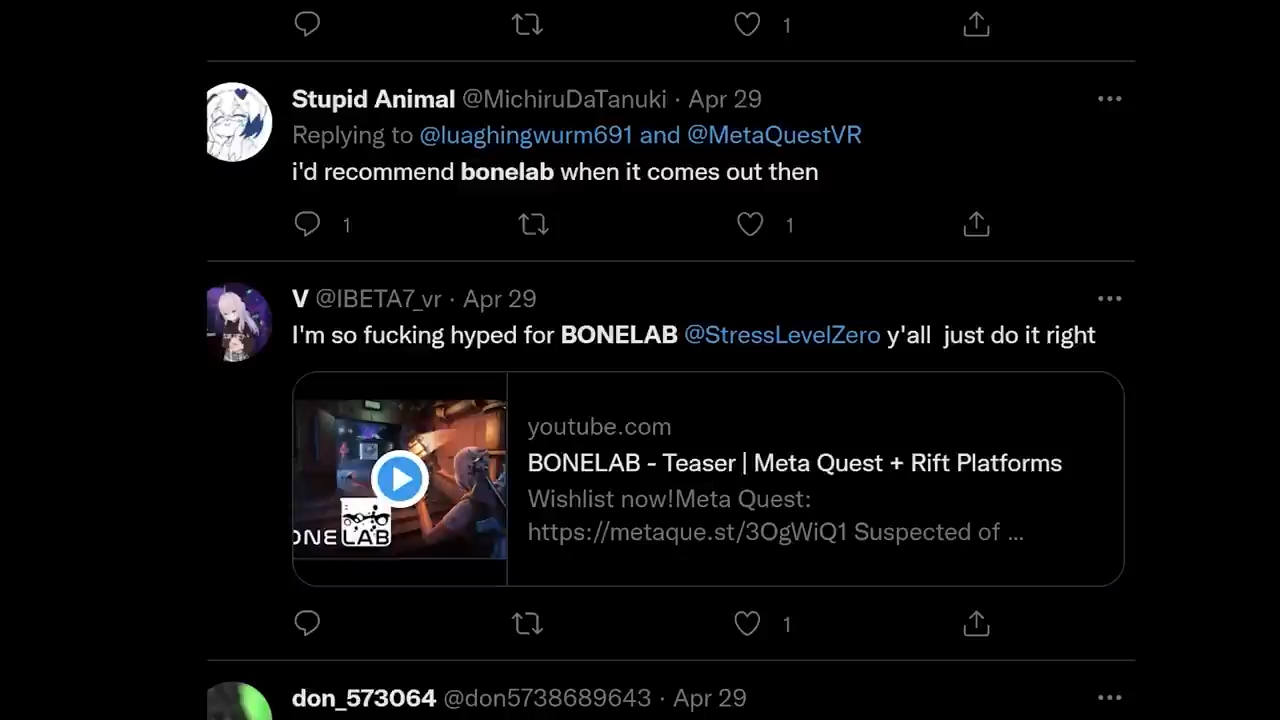 1
Stupid Animal @MichiruDaTanuki · Apr 29
Replying to @luaghingwurm691 and @MetaQuestVR
i'd recommend bonelab when it comes out then
1 1
V @IBETA7_vr · Apr 29
I'm so fucking hyped for BONELAB @StressLevelZero y'all  just do it right
youtube.com
BONELAB - Teaser | Meta Quest + Rift Platforms
Wishlist now!Meta Quest:
https://metaque.st/3OgWiQ1 Suspected of ...
ONE LAB
1
don_573064 @don5738689643 · Apr 29